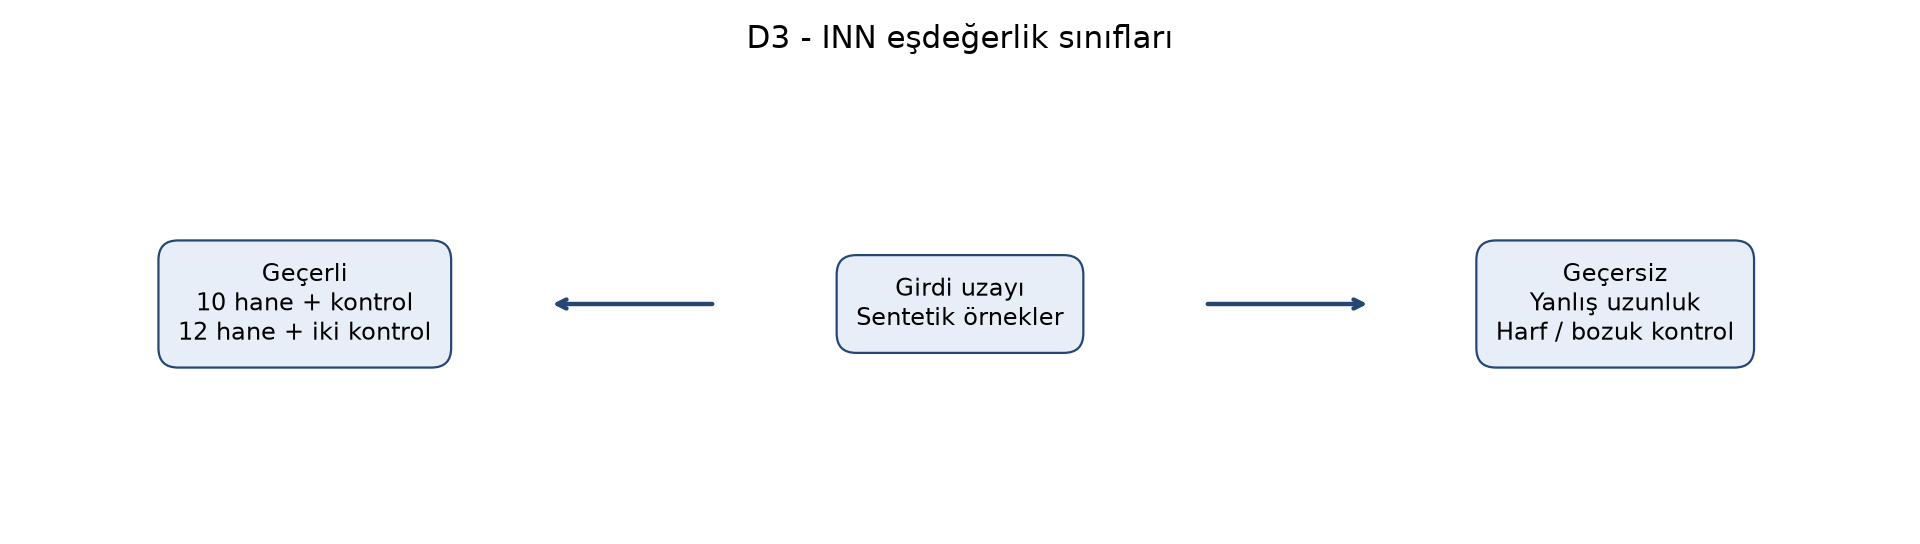 D3 - INN eşdeğerlik sınıfları
Geçerli
10 hane + kontrol
12 hane + iki kontrol
Girdi uzayı
Sentetik örnekler
Geçersiz
Yanlış uzunluk
Harf / bozuk kontrol